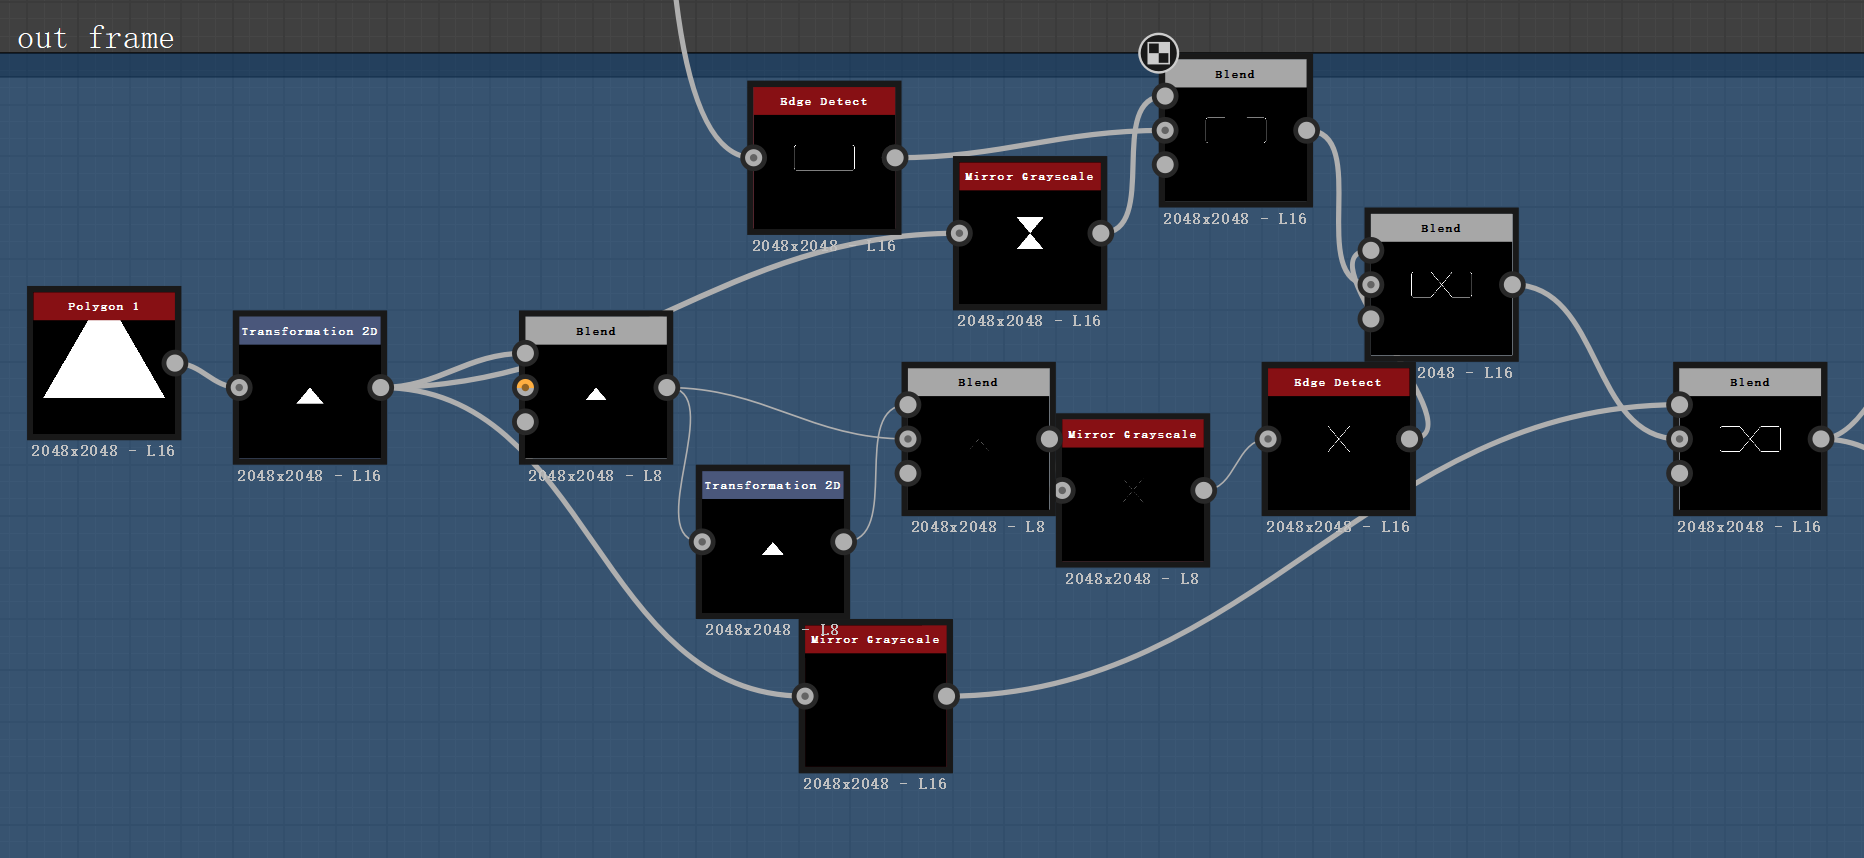 out frame
Blend
2048x2048 - L16
Edge Detect
2048x2048 - L16
Mirror Grayscale
2048x2048 - L16
Blend
2048 - L16
Polygon 1
2048x2048 - L16
Transformation 2D
2048x2048 - L16
Blend
2048x2048 - L8
Blend
2048x2048 - L8
Mirror Grayscale
2048x2048 - L8
Edge Detect
2048x2048 - L16
Blend
2048x2048 - L16
Transformation 2D
2048x2048 - L8
Mirror Grayscale
2048x2048 - L16